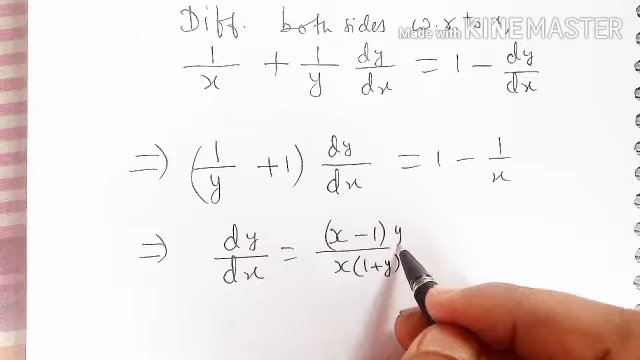 Made with KINEMASTER
Diff. both sides w.r.to x,
1/x + 1/y dy/dx = 1 - dy/dx
⇒ (1/y + 1) dy/dx = 1 - 1/x
⇒ dy/dx = (x - 1) y / x(1+y)